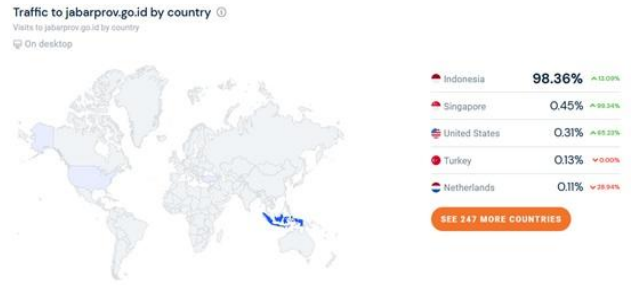 Traffic to jabarprov.go.id by country
Visits to jabarprov.go.id by country
On desktop
Indonesia 98.36%
Singapore 0.45%
United States 0.31%
Turkey 0.13% 0.00%
Netherlands 0.11% 28.94%
SEE 247 MORE COUNTRIES